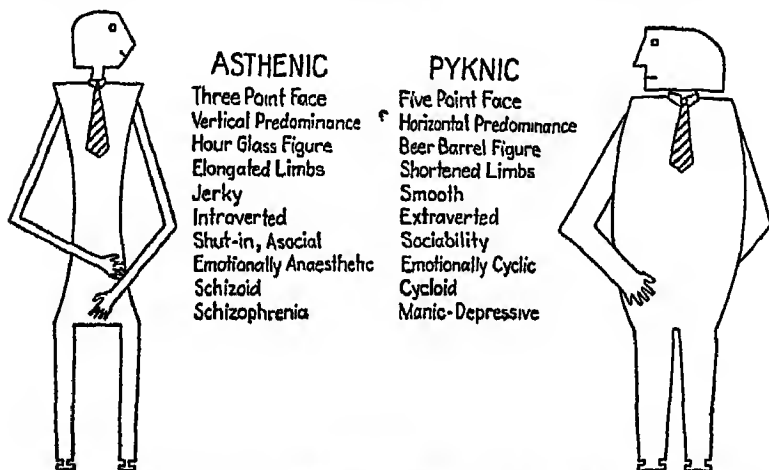 ASTHENIC
Three Point Face
Vertical Predominance
Hour Glass Figure
Elongated Limbs
Jerky
Introverted
Shut-in, Asocial
Emotionally Anaesthetic
Schizoid
Schizophrenia
PYKNIC
Five Point Face
Horizontal Predominance
Beer Barrel Figure
Shortened Limbs
Smooth
Extraverted
Sociability
Emotionally Cyclic
Cycloid
Manic-Depressive